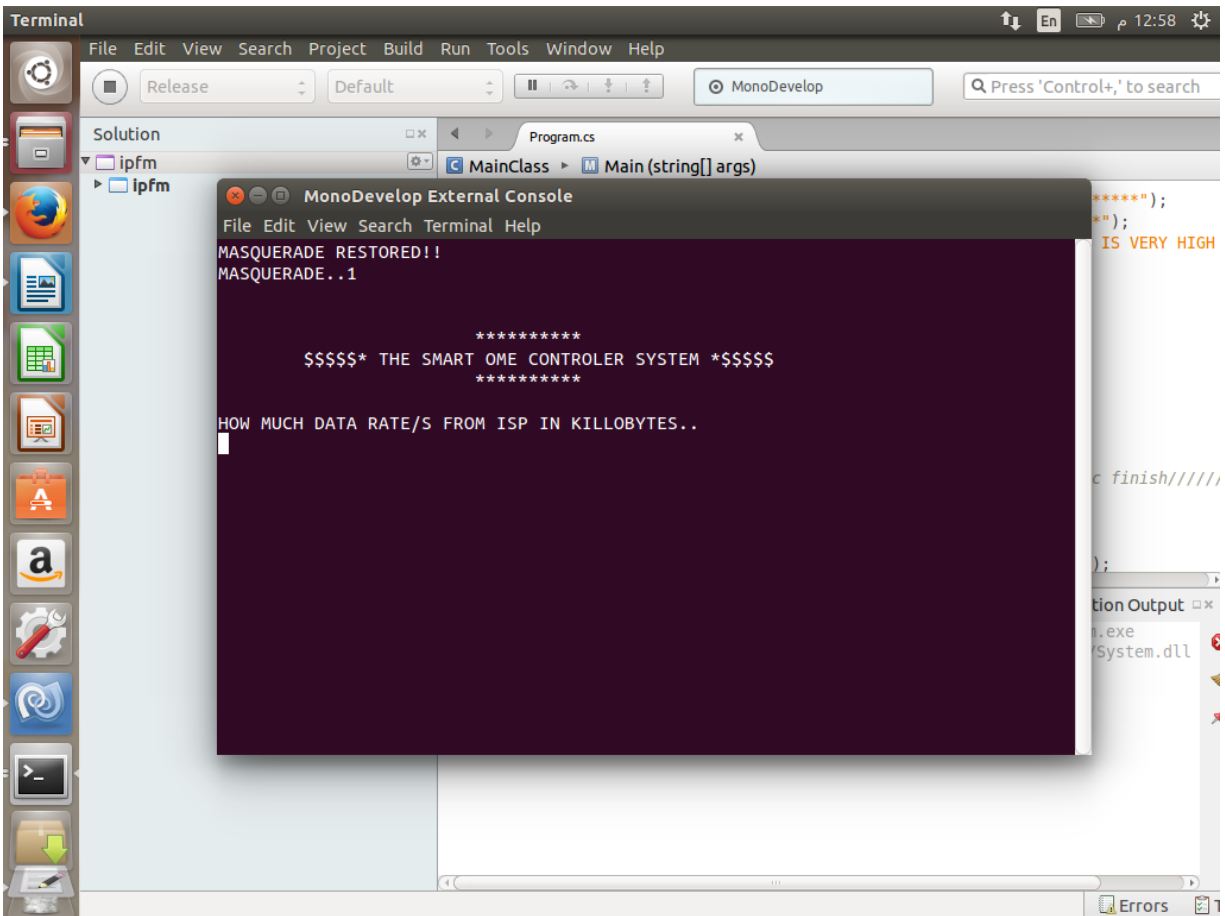 Terminal
En
م 12:58
File Edit View Search Project Build Run Tools Window Help
Release
Default
MonoDevelop
Press 'Control+,' to search
Solution
Program.cs
ipfm
MainClass
Main (string[] args)
ipfm
MonoDevelop External Console
*****");
File Edit View Search Terminal Help
*");
IS VERY HIGH
MASQUERADE RESTORED!!
MASQUERADE..1
**********
$$$$$* THE SMART OME CONTROLER SYSTEM *$$$$$
**********
HOW MUCH DATA RATE/S FROM ISP IN KILLOBYTES..
c finish//////
);
tion Output
.exe
/System.dll
Errors